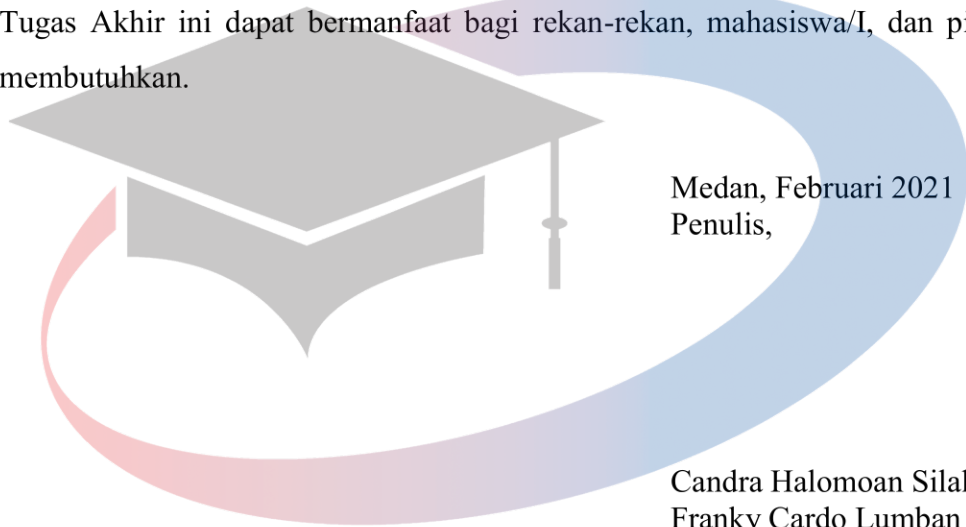 Tugas Akhir ini dapat bermanfaat bagi rekan-rekan, mahasiswa/I, dan
membutuhkan.
Medan, Februari 2021
Penulis,
Candra Halomoan
Franky Cardo Lumban